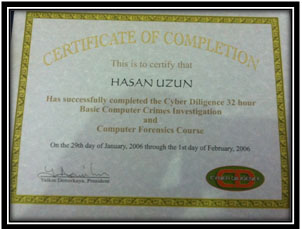 CERTIFICATE OF COMPLETION
This is to certify that
HASAN UZUN
Has successfully completed the Cyber Diligence 32 hour
Basic Computer Crimes Investigation
and
Computer Forensics Course
On the 29th day of January, 2006 through the 1st day of February, 2006
President